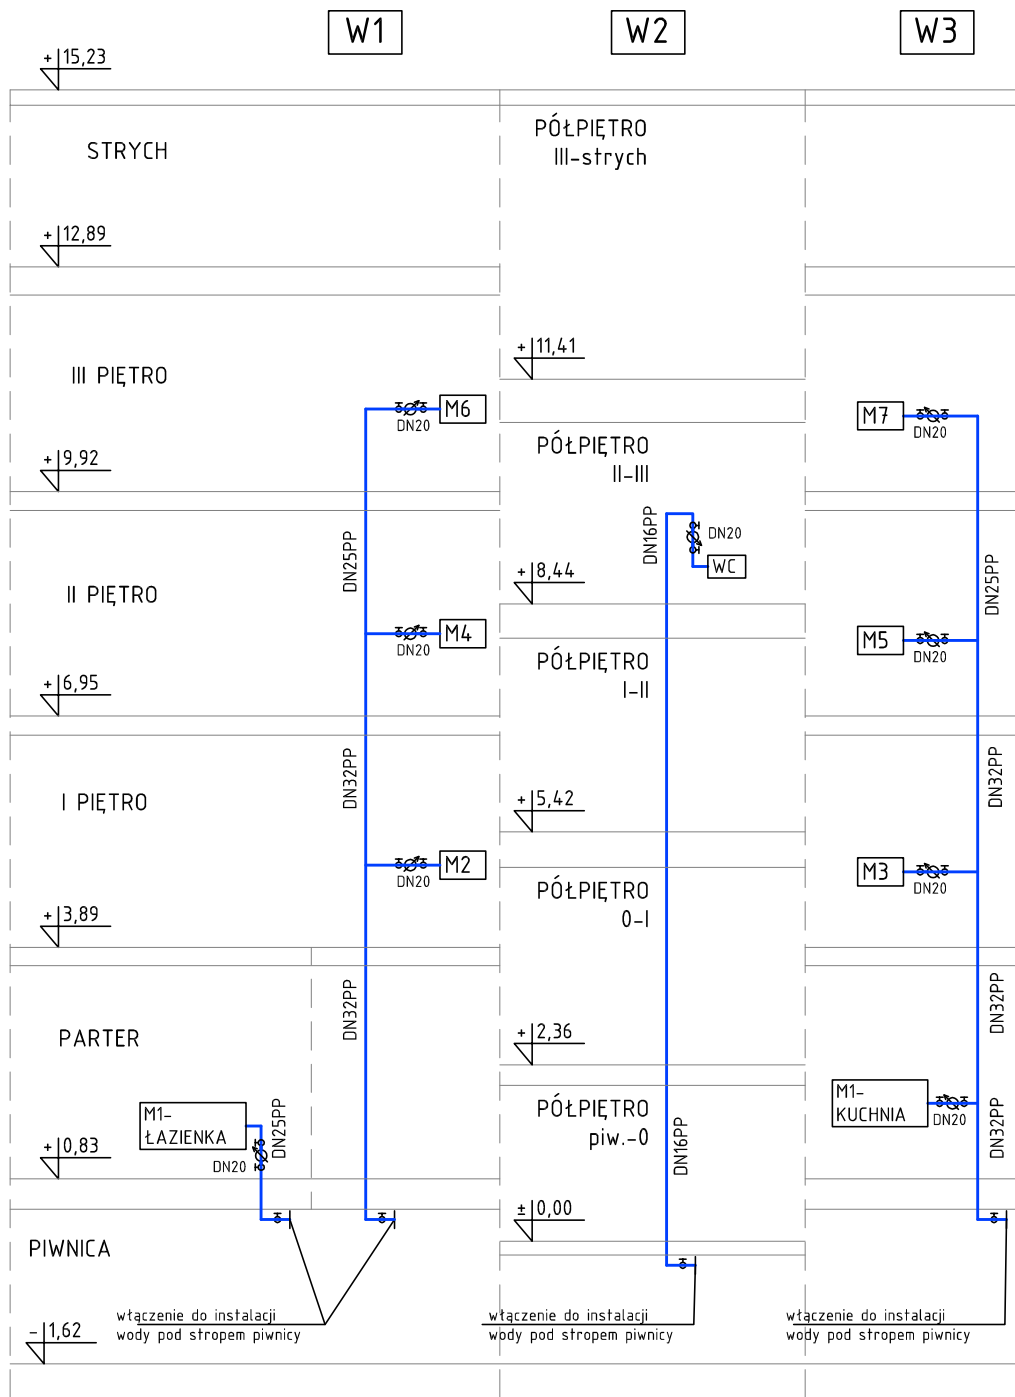 W1
W2
W3
+ 15,23
STRYCH
PÓŁPIĘTRO
III-strych
+ 12,89
+ 11,41
III PIĘTRO
M6
DN20
M7
DN20
PÓŁPIĘTRO
II-III
+ 9,92
DN25PP
DN16PP
DN20
WC
DN25PP
+ 8,44
II PIĘTRO
M4
DN20
M5
DN20
PÓŁPIĘTRO
I-II
+ 6,95
DN32PP
DN32PP
I PIĘTRO
+ 5,42
M2
DN20
M3
DN20
PÓŁPIĘTRO
0-I
+ 3,89
DN32PP
DN32PP
PARTER
+ 2,36
M1-
ŁAZIENKA
DN25PP
DN20
PÓŁPIĘTRO
piw.-0
DN16PP
M1-
KUCHNIA
DN20
DN32PP
+ 0,83
± 0,00
PIWNICA
włączenie do instalacji
wody pod stropem piwnicy
włączenie do instalacji
wody pod stropem piwnicy
włączenie do instalacji
wody pod stropem piwnicy
- 1,62